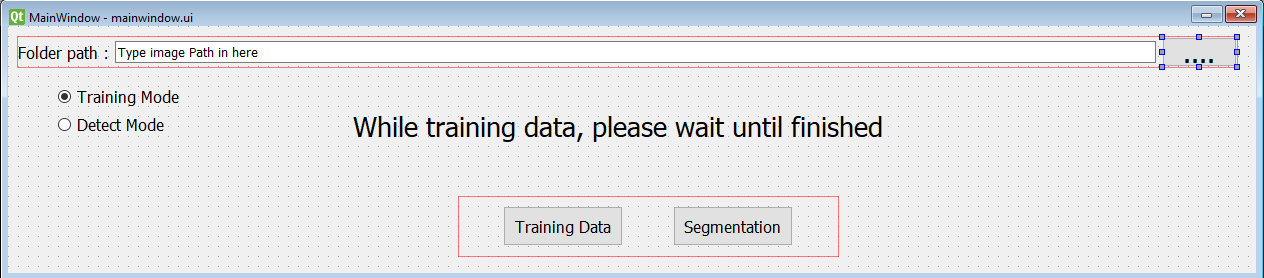 Qt MainWindow - mainwindow.ui
Folder path : Type image Path in here ....
Training Mode
Detect Mode
While training data, please wait until finished
Training Data Segmentation